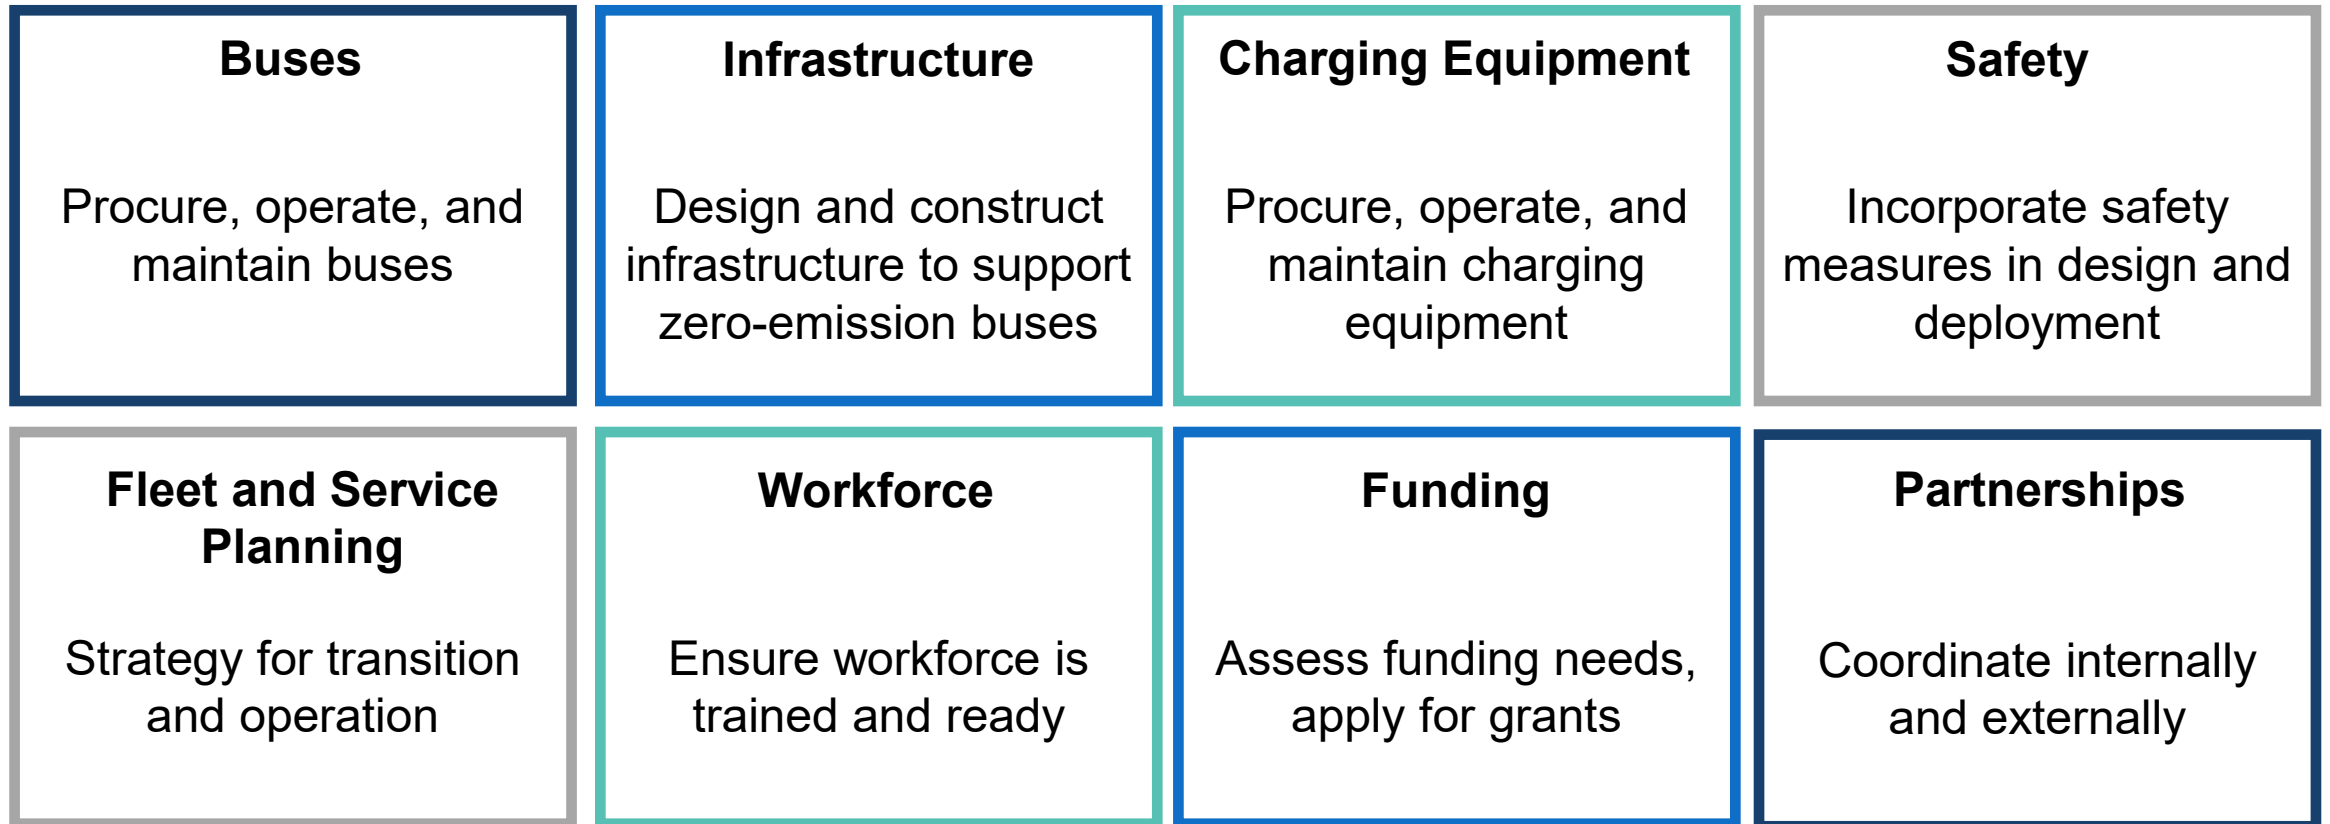 Buses
Procure, operate, and
maintain buses
Infrastructure
Design and construct
infrastructure to support
zero-emission buses
Charging Equipment
Procure, operate, and
maintain charging
equipment
Safety
Incorporate safety
measures in design and
deployment
Fleet and Service
Planning
Strategy for transition
and operation
Workforce
Ensure workforce is
trained and ready
Funding
Assess funding needs,
apply for grants
Partnerships
Coordinate internally
and externally